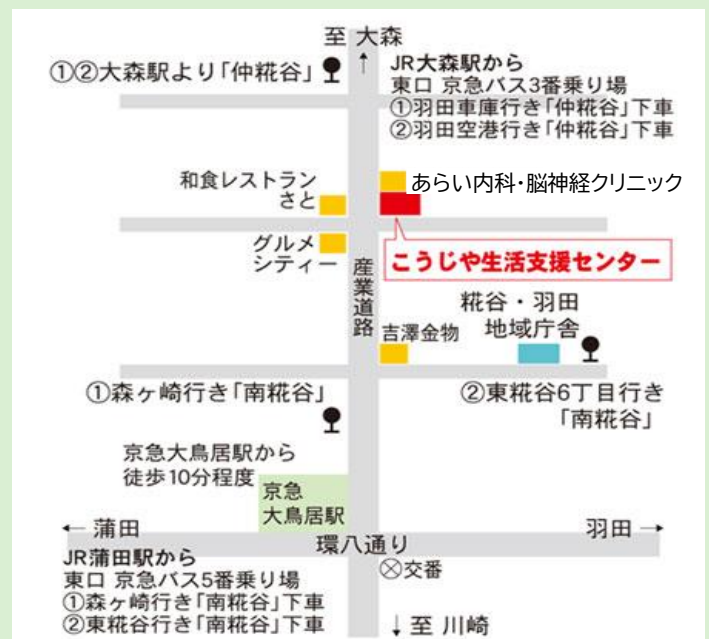 至 大森
↑
①②大森駅より「仲糀谷」
JR大森駅から
東口 京急バス3番乗り場
①羽田車庫行き「仲糀谷」下車
②羽田空港行き「仲糀谷」下車
和食レストラン
さと
あらい内科・脳神経クリニック
グルメ
シティー
こうじや生活支援センター
産業道路
糀谷・羽田
地域庁舎
吉澤金物
①森ヶ崎行き「南糀谷」
②東糀谷6丁目行き
「南糀谷」
京急大鳥居駅から
徒歩10分程度
京急
大鳥居駅
←蒲田
羽田→
環八通り
JR蒲田駅から
東口 京急バス5番乗り場
①森ヶ崎行き「南糀谷」下車
②東糀谷行き「南糀谷」下車
交番
↓至 川崎